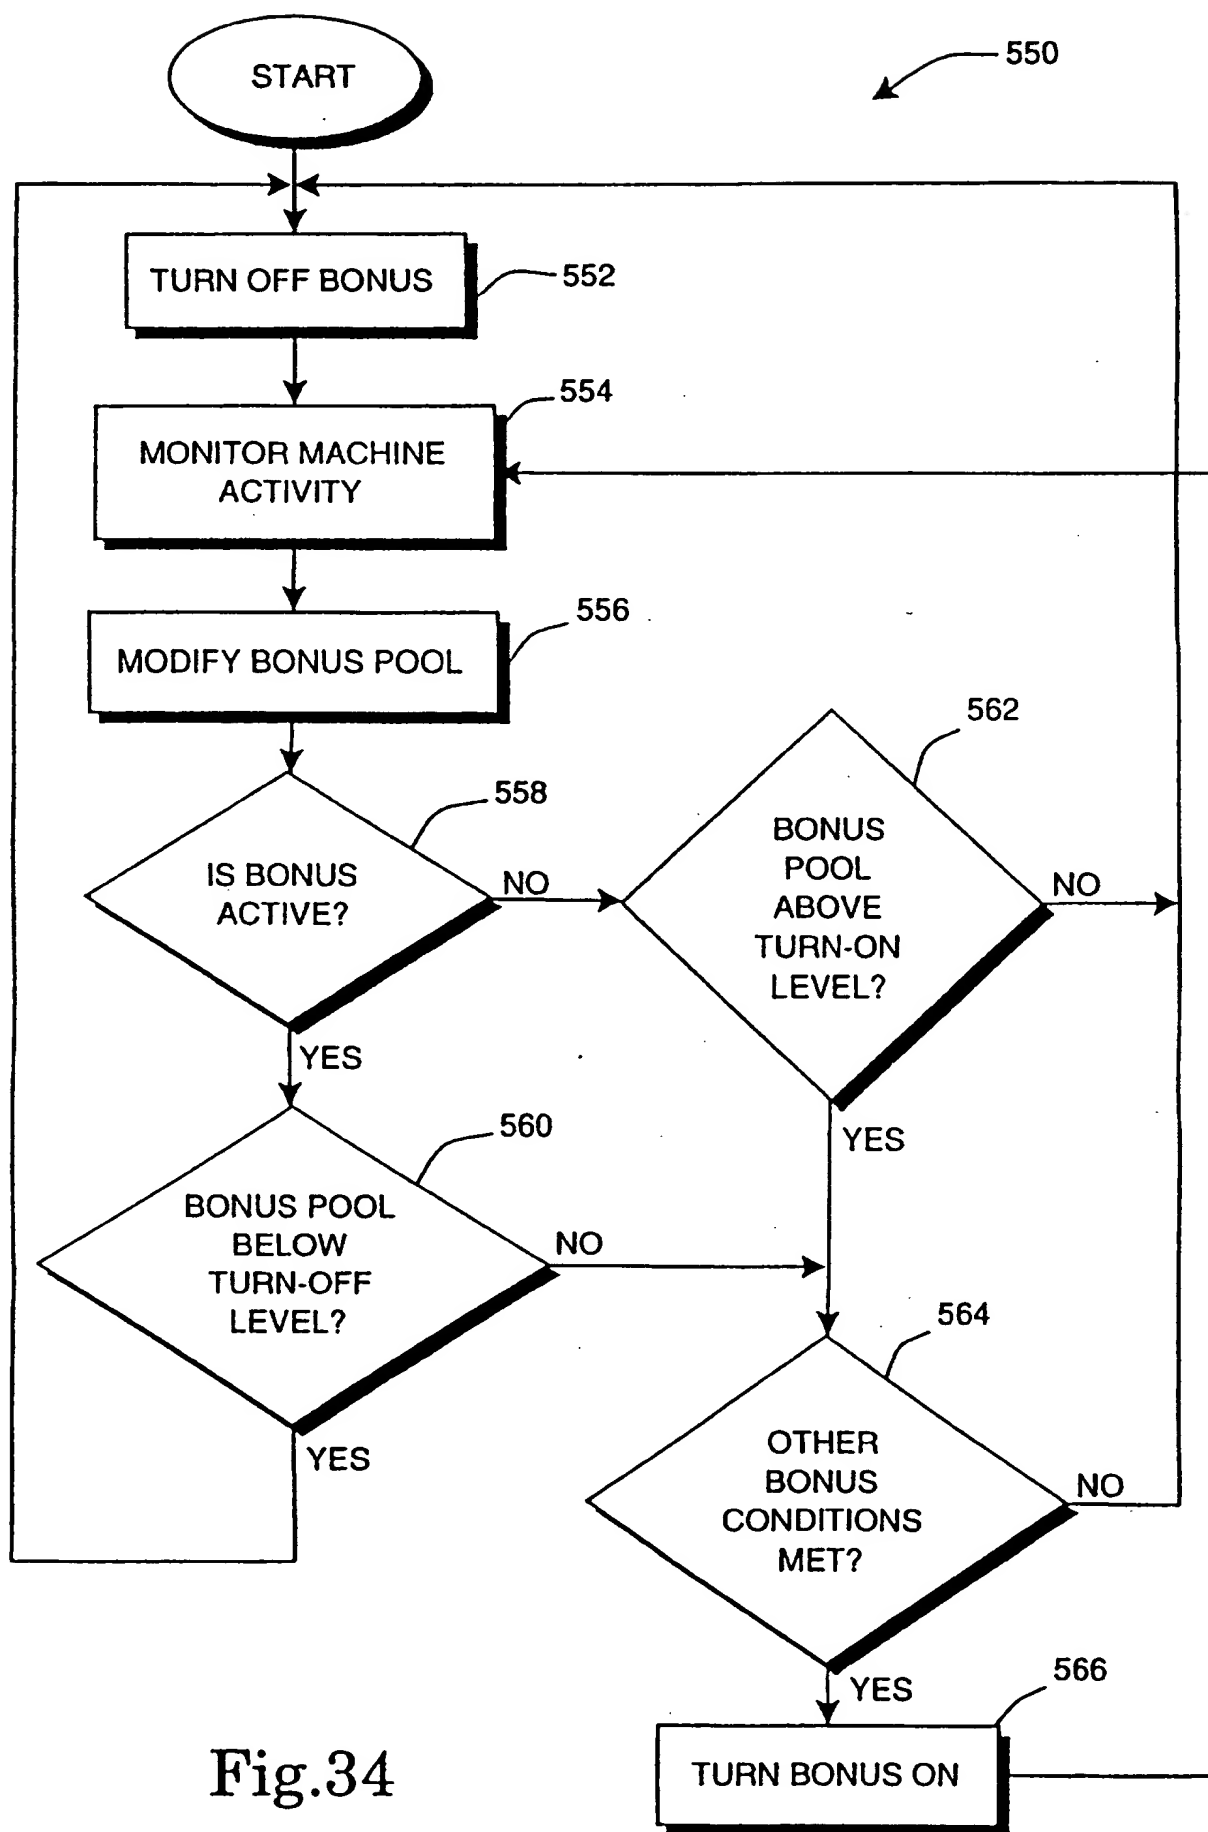 START
550
TURN OFF BONUS
552
554
MONITOR MACHINE
ACTIVITY
556
MODIFY BONUS POOL
562
558
IS BONUS
ACTIVE?
NO
BONUS
POOL
ABOVE
TURN-ON
LEVEL?
NO
YES
560
YES
BONUS POOL
BELOW
TURN-OFF
LEVEL?
NO
564
YES
OTHER
BONUS
CONDITIONS
MET?
NO
YES
566
TURN BONUS ON
Fig.34